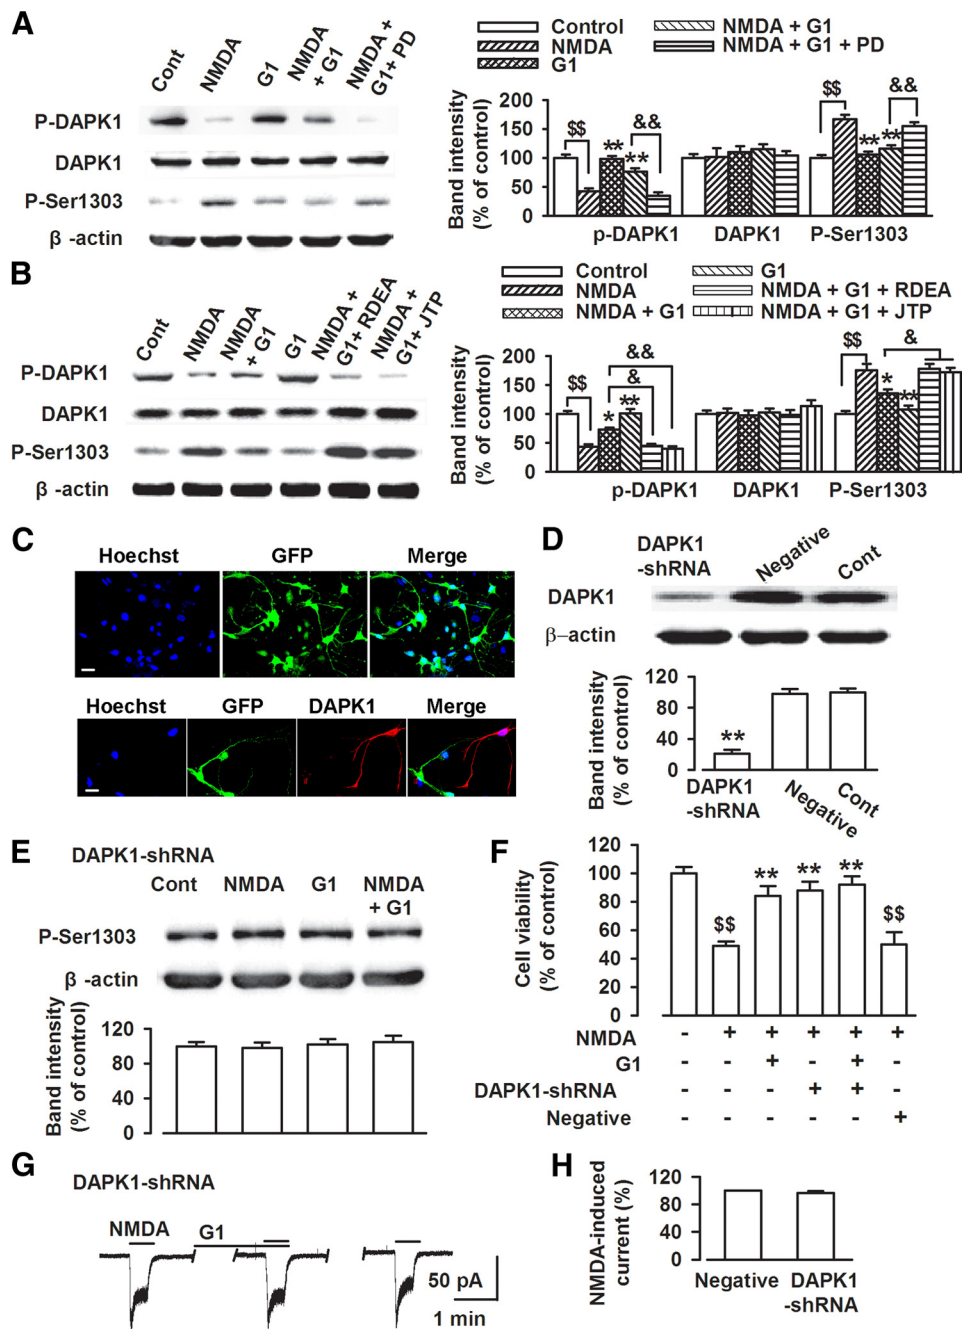 A
Cont
NMDA
G1
NMDA + G1
NMDA + G1+ PD
P-DAPK1
DAPK1
P-Ser1303
β -actin
Control
NMDA
G1
NMDA + G1
NMDA + G1 + PD
Band intensity
(% of control)
200
150
100
50
0
$$
**
**
&&
$$
**
**
&&
p-DAPK1
DAPK1
P-Ser1303
B
Cont
NMDA
NMDA + G1
G1
NMDA + G1+ RDEA
NMDA + G1+ JTP
P-DAPK1
DAPK1
P-Ser1303
β -actin
Control
NMDA
NMDA + G1
G1
NMDA + G1 + RDEA
NMDA + G1 + JTP
Band intensity
(% of control)
200
150
100
50
0
$$
*
**
&
&&
$$
*
**
&
p-DAPK1
DAPK1
P-Ser1303
C
Hoechst
GFP
Merge
Hoechst
GFP
DAPK1
Merge
D
DAPK1
-shRNA
Negative
Cont
DAPK1
β–actin
Band intensity
(% of control)
120
80
40
0
**
DAPK1
-shRNA
Negative
Cont
E
DAPK1-shRNA
Cont
NMDA
G1
NMDA
+ G1
P-Ser1303
β -actin
Band intensity
(% of control)
120
80
40
0
F
Cell viability
(% of control)
120
100
80
60
40
20
0
$$
**
**
**
$$
NMDA - + + + + +
G1 - - + - + -
DAPK1-shRNA - - - + + -
Negative - - - - - +
G
DAPK1-shRNA
NMDA
G1
50 pA
1 min
H
NMDA-induced
current (%)
120
80
40
0
Negative
DAPK1
-shRNA